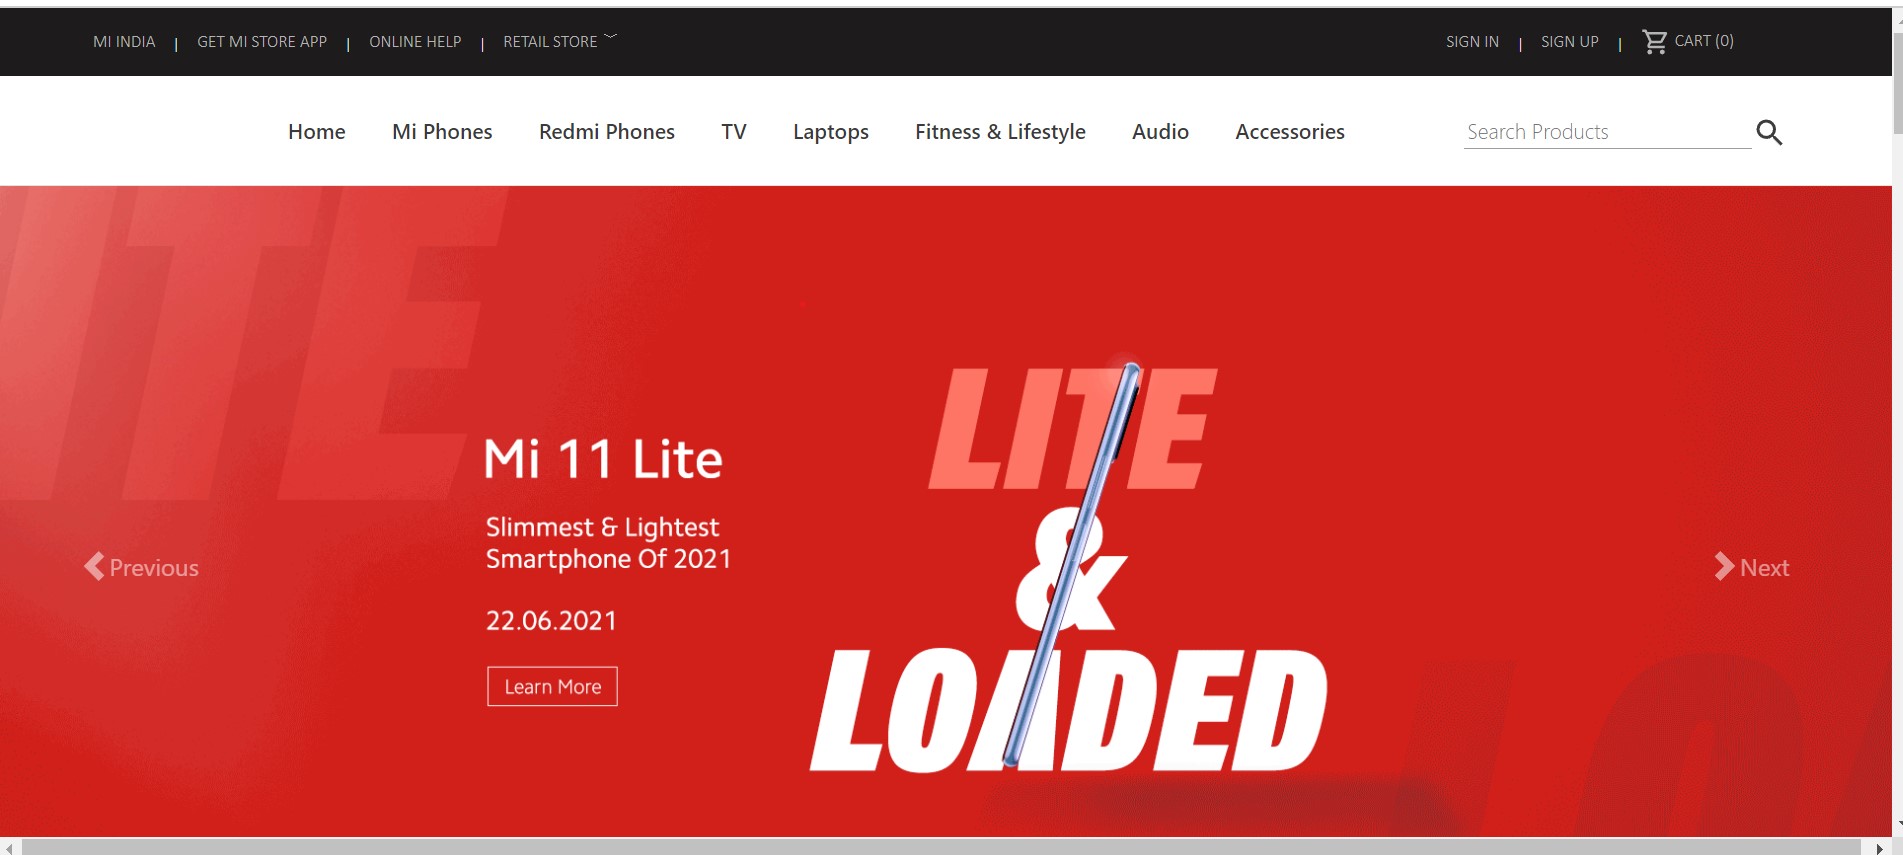 MI INDIA | GET MI STORE APP | ONLINE HELP | RETAIL STORE SIGN IN | SIGN UP | CART (0)
Home Mi Phones Redmi Phones TV Laptops Fitness & Lifestyle Audio Accessories Search Products
ITE
LITE
Mi 11 Lite
&
Slimmest & Lightest
Smartphone Of 2021
Previous
Next
22.06.2021
LOADED
Learn More
LOA